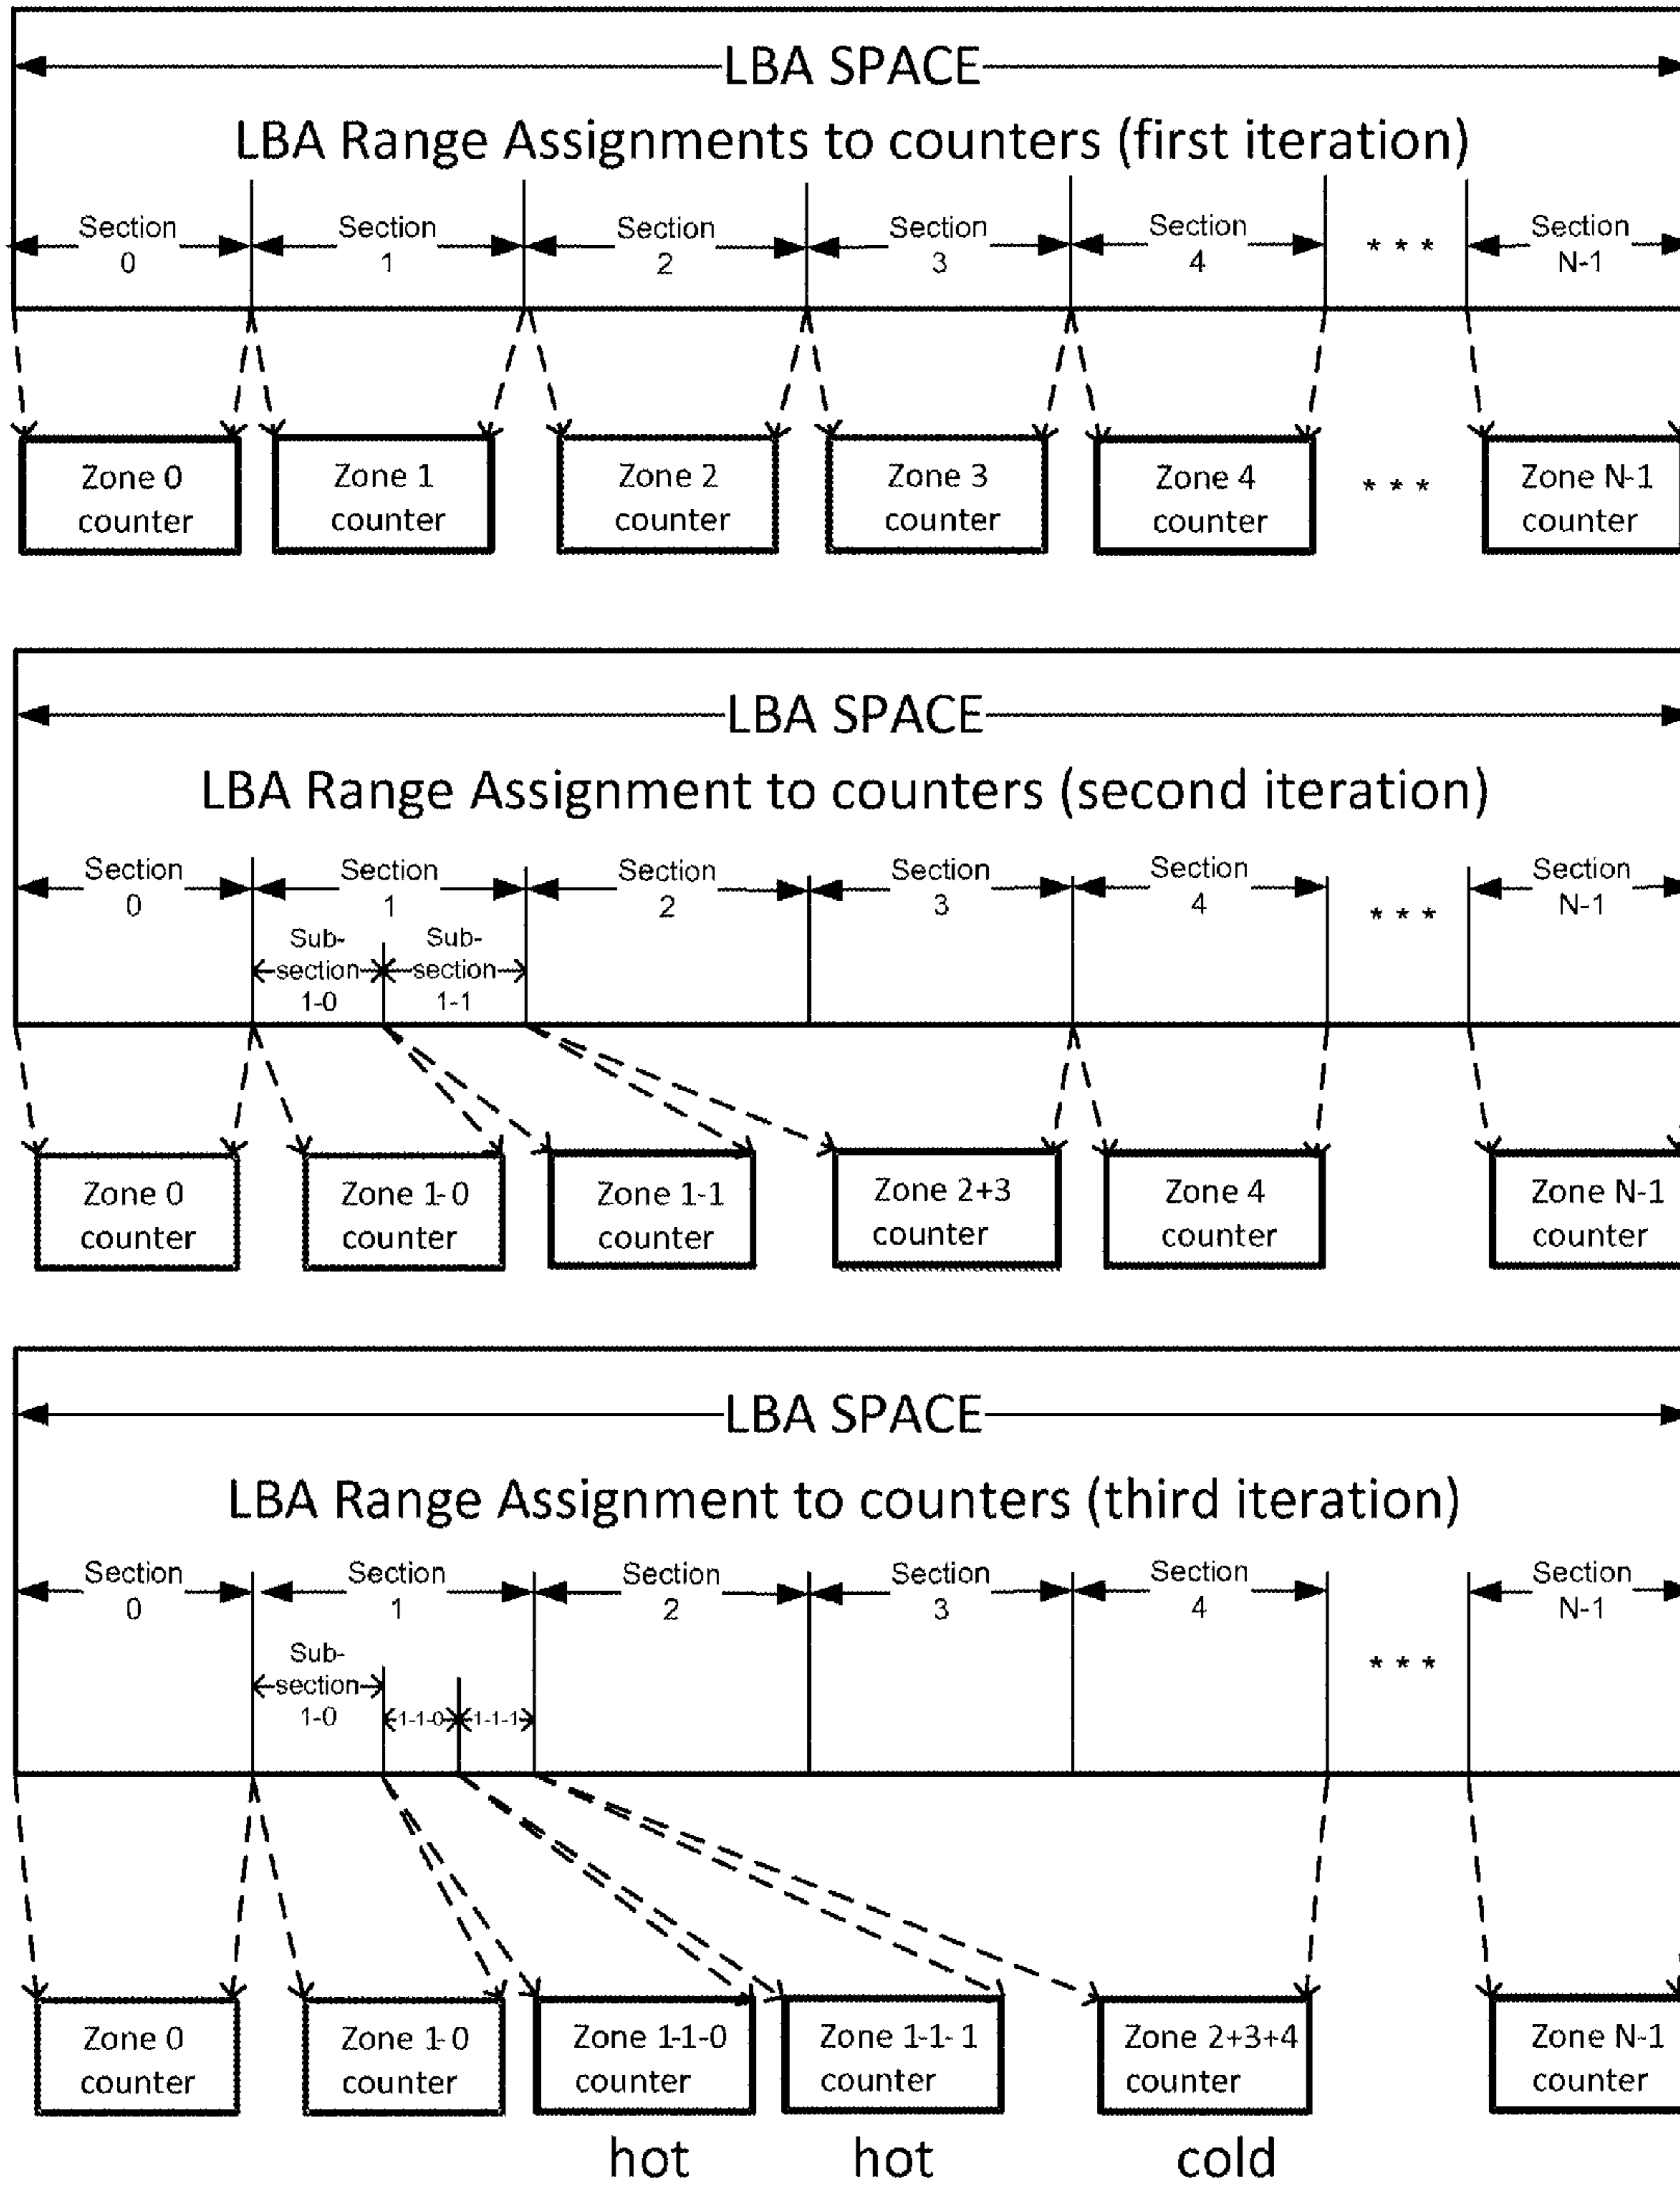 LBA SPACE
LBA Range Assignments to counters (first iteration)
Section Section Section Section Section Section
0 1 2 3 4 * * * N-1
Zone 0 Zone 1 Zone 2 Zone 3 Zone 4 * * * Zone N-1
counter counter counter counter counter counter
LBA SPACE
LBA Range Assignment to counters (second iteration)
Section Section Section Section Section Section
0 1 2 3 4 * * * N-1
Sub- Sub-
section section
1-0 1-1
Zone 0 Zone 1-0 Zone 1-1 Zone 2+3 Zone 4 Zone N-1
counter counter counter counter counter counter
LBA SPACE
LBA Range Assignment to counters (third iteration)
Section Section Section Section Section Section
0 1 2 3 4 N-1
Sub-
section * * *
1-0 1-1-0 1-1-1
Zone 0 Zone 1-0 Zone 1-1-0 Zone 1-1-1 Zone 2+3+4 Zone N-1
counter counter counter counter counter counter
hot hot cold